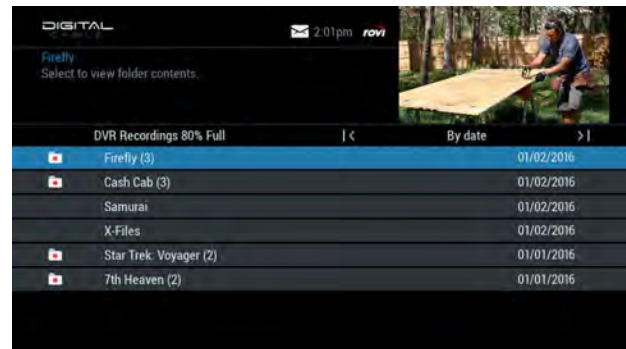 DIGITAL
2:01pm rovi
Firefly
Select to view folder contents.
DVR Recordings 80% Full |< By date >|
Firefly (3) 01/02/2016
Cash Cab (3) 01/02/2016
Samurai 01/02/2016
X-Files 01/02/2016
Star Trek: Voyager (2) 01/01/2016
7th Heaven (2) 01/01/2016